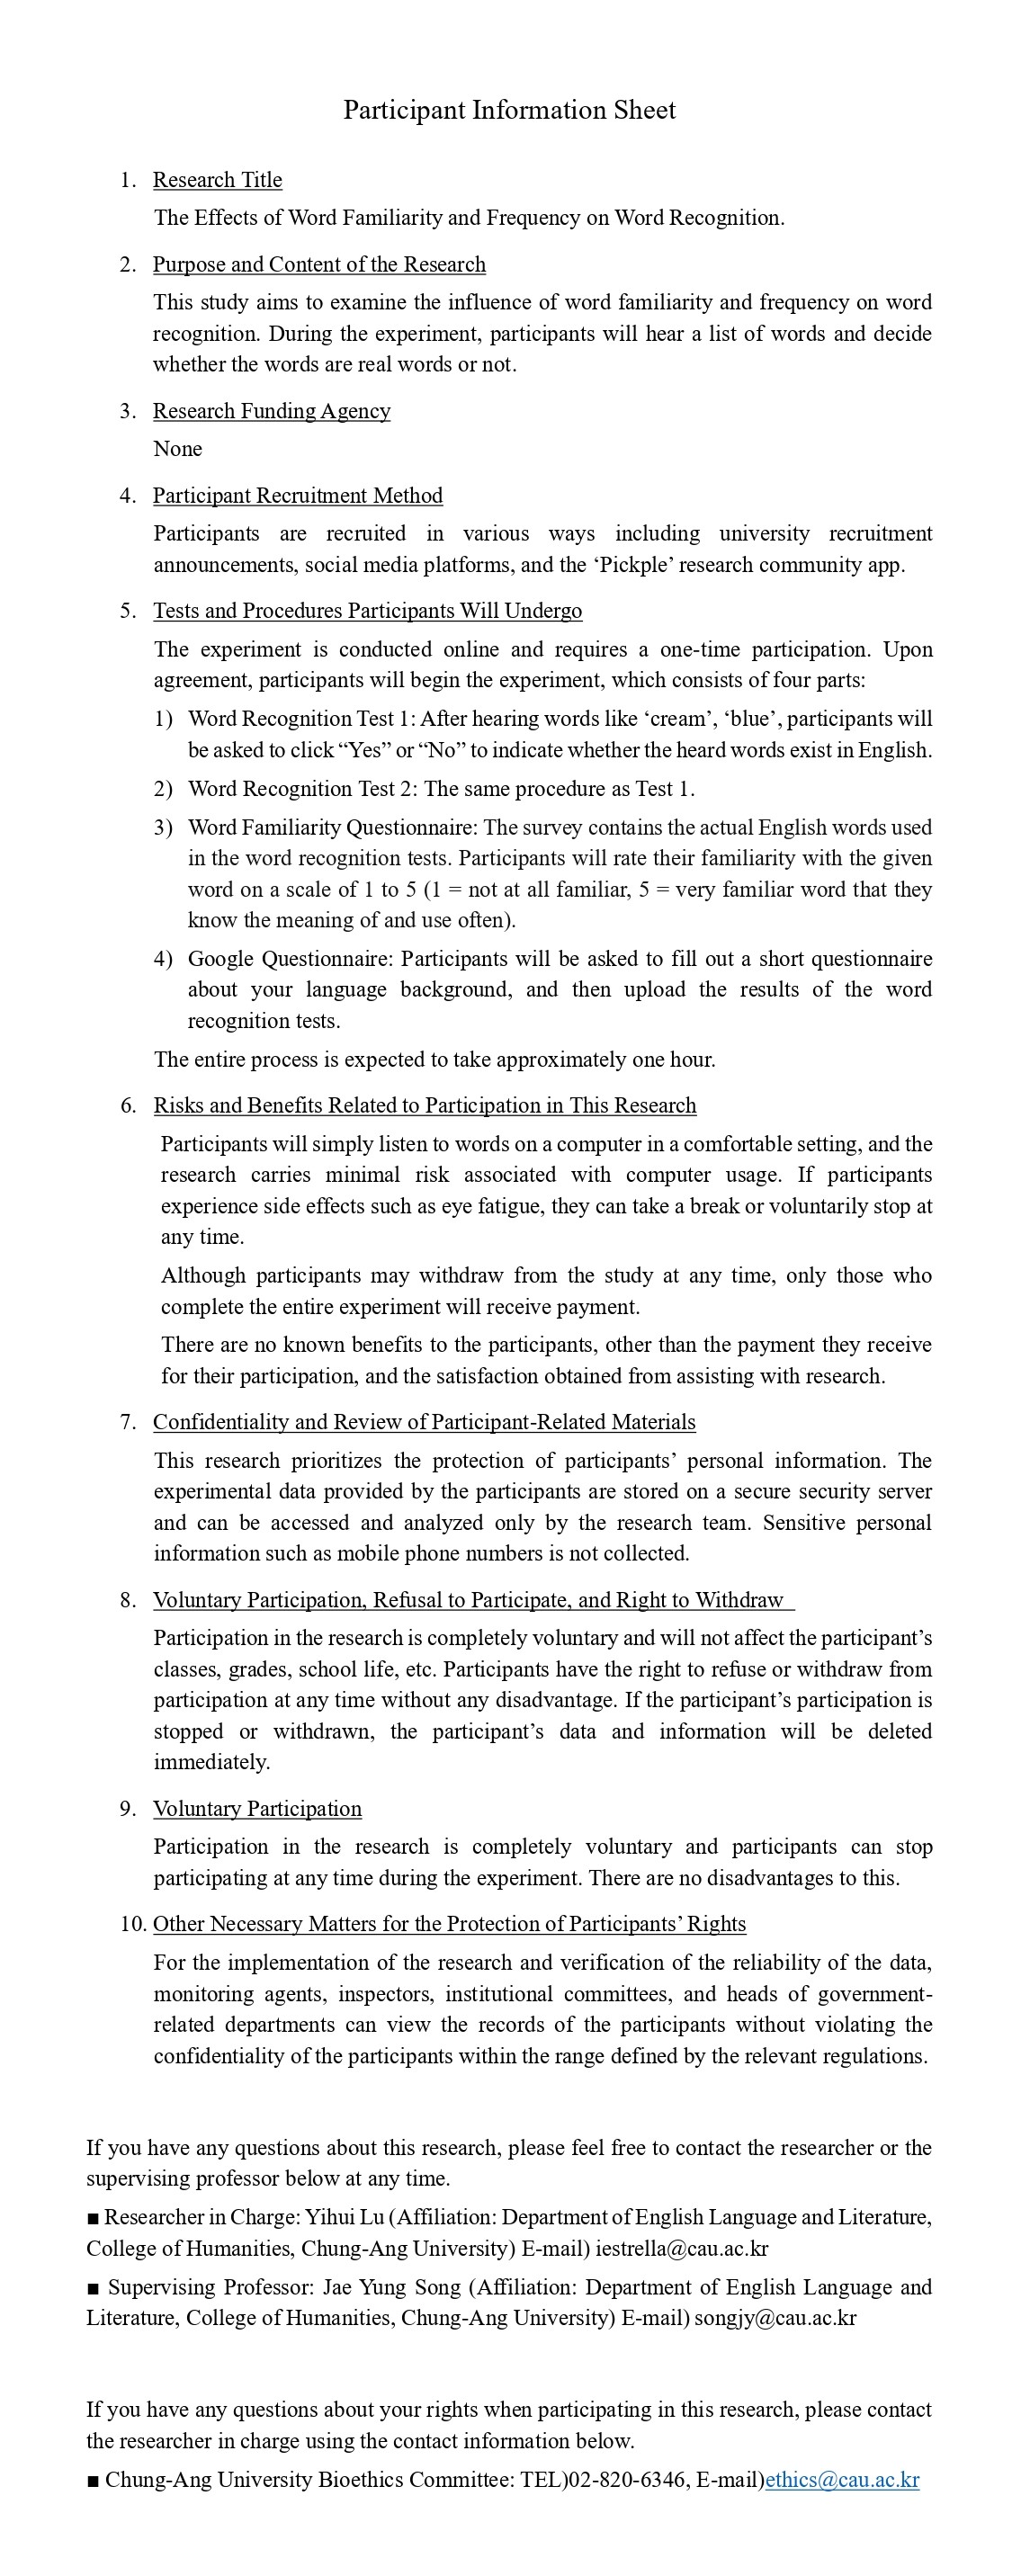 Participant Information Sheet
1. Research Title
The Effects of Word Familiarity and Frequency on Word Recognition.
2. Purpose and Content of the Research
This study aims to examine the influence of word familiarity and frequency on word
recognition. During the experiment, participants will hear a list of words and decide
whether the words are real words or not.
3. Research Funding Agency
None
4. Participant Recruitment Method
Participants are recruited in various ways including university recruitment
announcements, social media platforms, and the ‘Pickple’ research community app.
5. Tests and Procedures Participants Will Undergo
The experiment is conducted online and requires a one-time participation. Upon
agreement, participants will begin the experiment, which consists of four parts:
1) Word Recognition Test 1: After hearing words like ‘cream’, ‘blue’, participants will
be asked to click “Yes” or “No” to indicate whether the heard words exist in English.
2) Word Recognition Test 2: The same procedure as Test 1.
3) Word Familiarity Questionnaire: The survey contains the actual English words used
in the word recognition tests. Participants will rate their familiarity with the given
word on a scale of 1 to 5 (1 = not at all familiar, 5 = very familiar word that they
know the meaning of and use often).
4) Google Questionnaire: Participants will be asked to fill out a short questionnaire
about your language background, and then upload the results of the word
recognition tests.
The entire process is expected to take approximately one hour.
6. Risks and Benefits Related to Participation in This Research
Participants will simply listen to words on a computer in a comfortable setting, and the
research carries minimal risk associated with computer usage. If participants
experience side effects such as eye fatigue, they can take a break or voluntarily stop at
any time.
Although participants may withdraw from the study at any time, only those who
complete the entire experiment will receive payment.
There are no known benefits to the participants, other than the payment they receive
for their participation, and the satisfaction obtained from assisting with research.
7. Confidentiality and Review of Participant-Related Materials
This research prioritizes the protection of participants’ personal information. The
experimental data provided by the participants are stored on a secure security server
and can be accessed and analyzed only by the research team. Sensitive personal
information such as mobile phone numbers is not collected.
8. Voluntary Participation, Refusal to Participate, and Right to Withdraw
Participation in the research is completely voluntary and will not affect the participant’s
classes, grades, school life, etc. Participants have the right to refuse or withdraw from
participation at any time without any disadvantage. If the participant’s participation is
stopped or withdrawn, the participant’s data and information will be deleted
immediately.
9. Voluntary Participation
Participation in the research is completely voluntary and participants can stop
participating at any time during the experiment. There are no disadvantages to this.
10. Other Necessary Matters for the Protection of Participants’ Rights
For the implementation of the research and verification of the reliability of the data,
monitoring agents, inspectors, institutional committees, and heads of government-
related departments can view the records of the participants without violating the
confidentiality of the participants within the range defined by the relevant regulations.
If you have any questions about this research, please feel free to contact the researcher or the
supervising professor below at any time.
■ Researcher in Charge: Yihui Lu (Affiliation: Department of English Language and Literature,
College of Humanities, Chung-Ang University) E-mail) iestrella@cau.ac.kr
■ Supervising Professor: Jae Yung Song (Affiliation: Department of English Language and
Literature, College of Humanities, Chung-Ang University) E-mail) songjy@cau.ac.kr
If you have any questions about your rights when participating in this research, please contact
the researcher in charge using the contact information below.
■ Chung-Ang University Bioethics Committee: TEL)02-820-6346, E-mail)ethics@cau.ac.kr